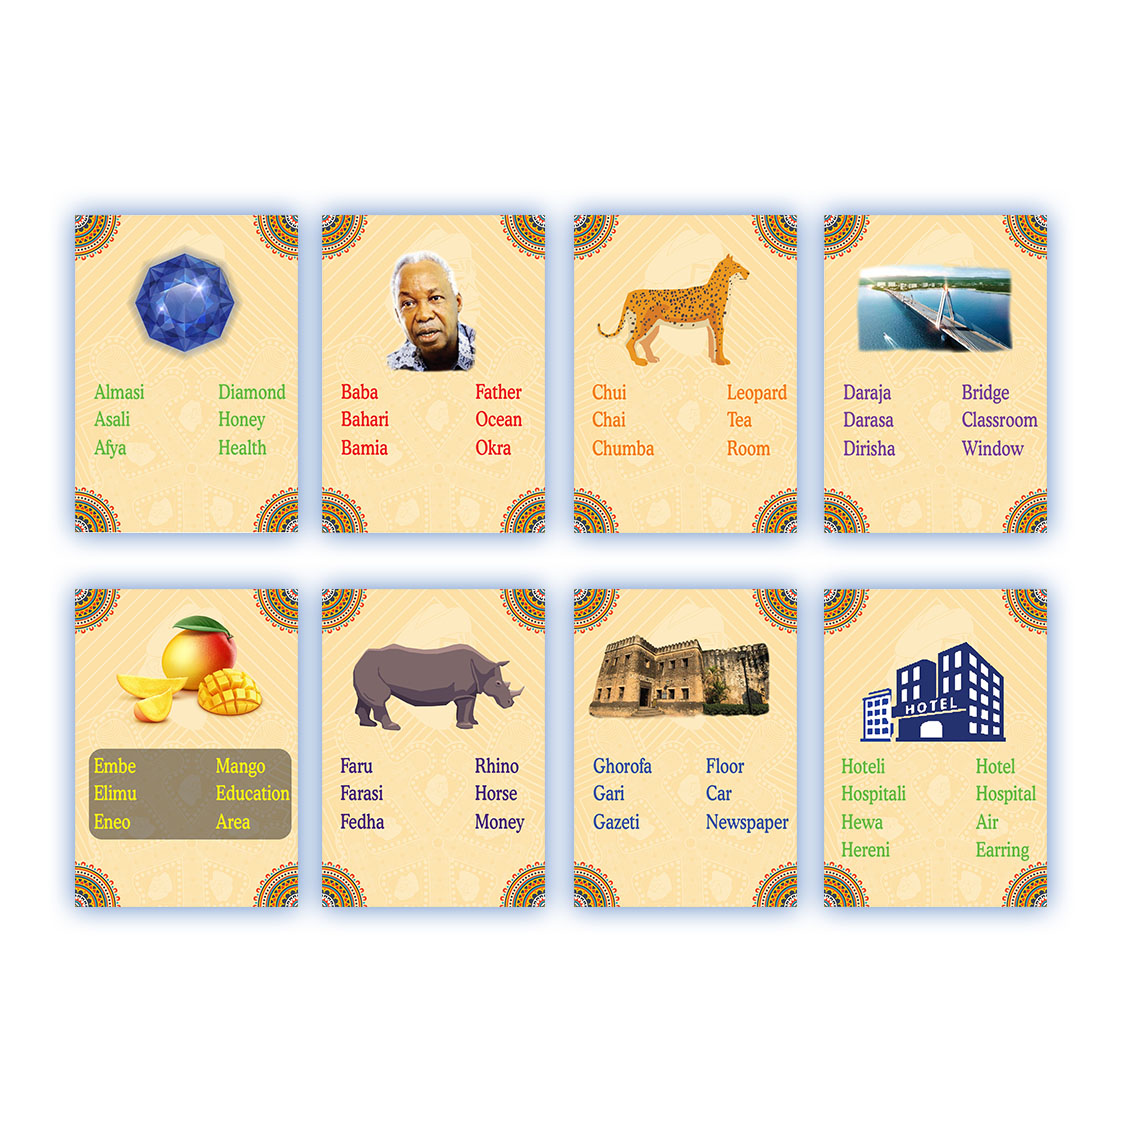 Almasi Diamond
Asali Honey
Afya Health
Baba Father
Bahari Ocean
Bamia Okra
Chui Leopard
Chai Tea
Chumba Room
Daraja Bridge
Darasa Classroom
Dirisha Window
Embe Mango
Elimu Education
Eneo Area
Faru Rhino
Farasi Horse
Fedha Money
Ghorofa Floor
Gari Car
Gazeti Newspaper
HOTEL
Hoteli Hotel
Hospitali Hospital
Hewa Air
Hereni Earring